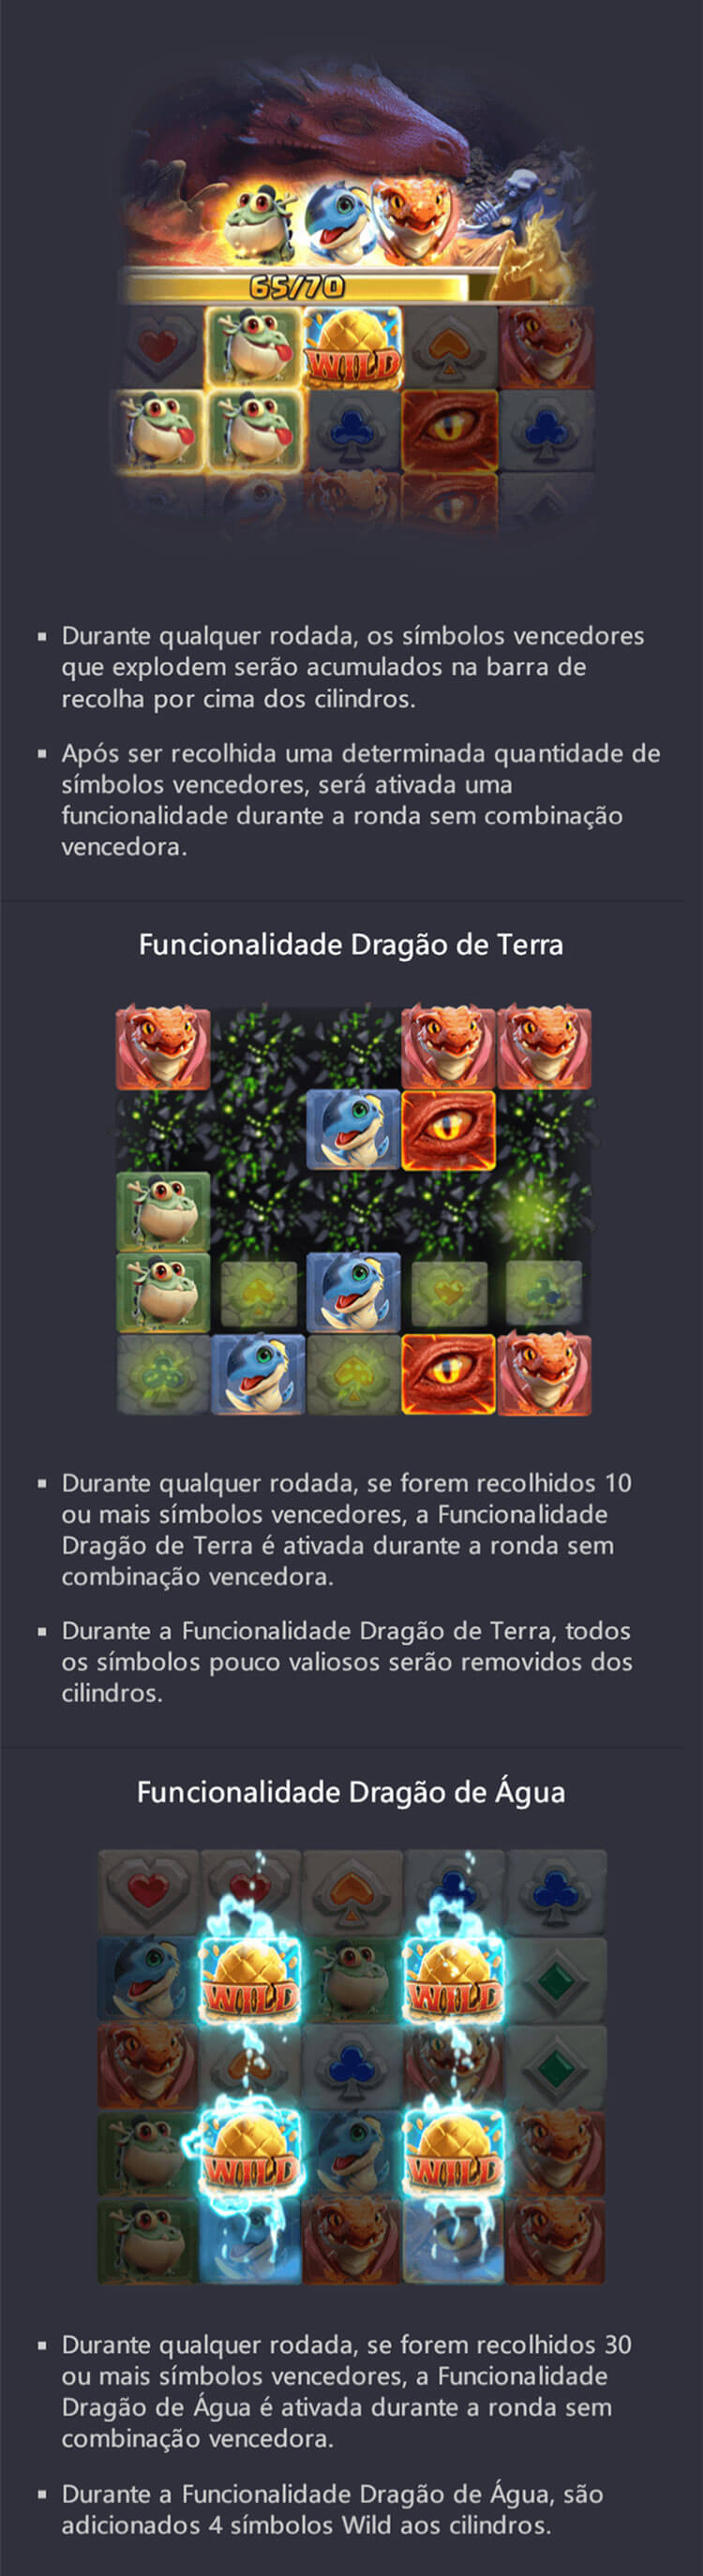 65/70
WILD
▪ Durante qualquer rodada, os símbolos vencedores
que explodem serão acumulados na barra de
recolha por cima dos cilindros.
▪ Após ser recolhida uma determinada quantidade de
símbolos vencedores, será ativada uma
funcionalidade durante a ronda sem combinação
vencedora.
Funcionalidade Dragão de Terra
▪ Durante qualquer rodada, se forem recolhidos 10
ou mais símbolos vencedores, a Funcionalidade
Dragão de Terra é ativada durante a ronda sem
combinação vencedora.
▪ Durante a Funcionalidade Dragão de Terra, todos
os símbolos pouco valiosos serão removidos dos
cilindros.
Funcionalidade Dragão de Água
WILD WILD
WILD WILD
▪ Durante qualquer rodada, se forem recolhidos 30
ou mais símbolos vencedores, a Funcionalidade
Dragão de Água é ativada durante a ronda sem
combinação vencedora.
▪ Durante a Funcionalidade Dragão de Água, são
adicionados 4 símbolos Wild aos cilindros.